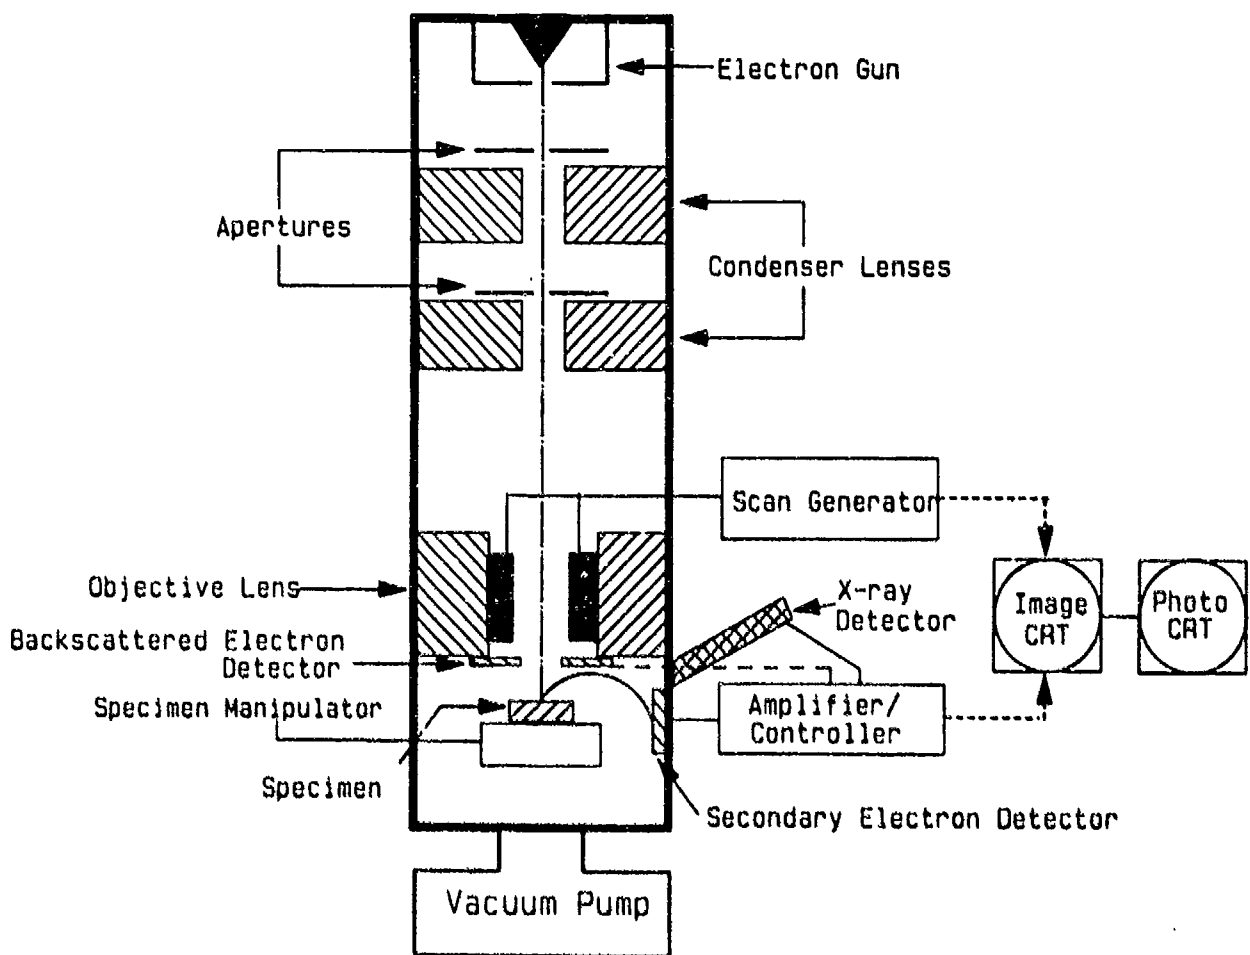 Electron Gun
Apertures
Condenser Lenses
Scan Generator
Objective Lens
X-ray
Detector
Image
CRT
Photo
CRT
Backscattered Electron
Detector
Specimen Manipulator
Amplifier/
Controller
Specimen
Secondary Electron Detector
Vacuum Pump